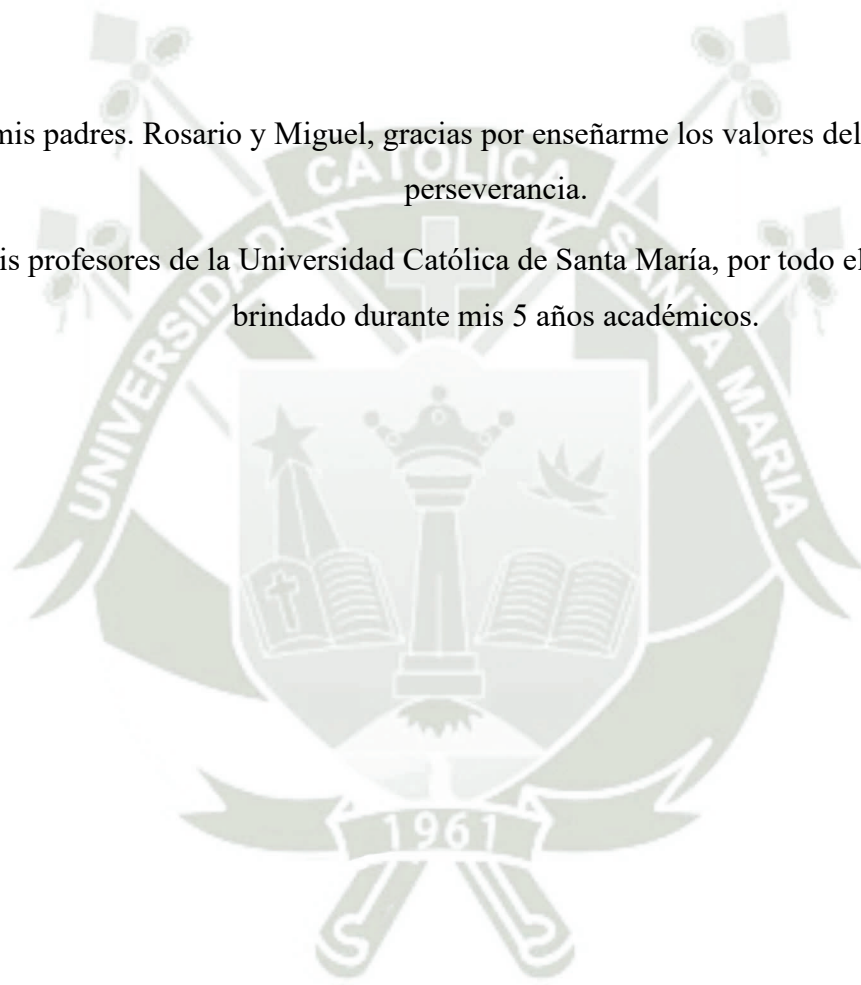 mis padres. Rosario y Miguel, gracias por enseñarme los valores del
perseverancia.
is profesores de la Universidad Católica de Santa María, por todo el
brindado durante mis 5 años académicos.
UNIVERSIDAD CATOLICA SANTA MARIA
1961